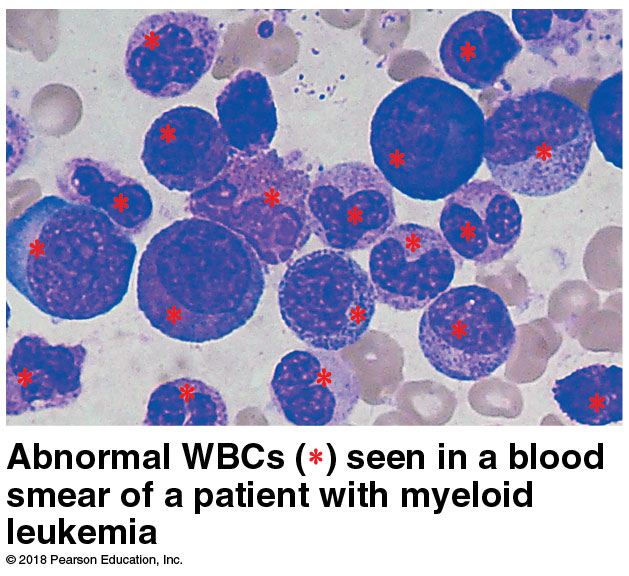 Abnormal WBCs (*) seen in a blood
smear of a patient with myeloid
leukemia
© 2018 Pearson Education, Inc.